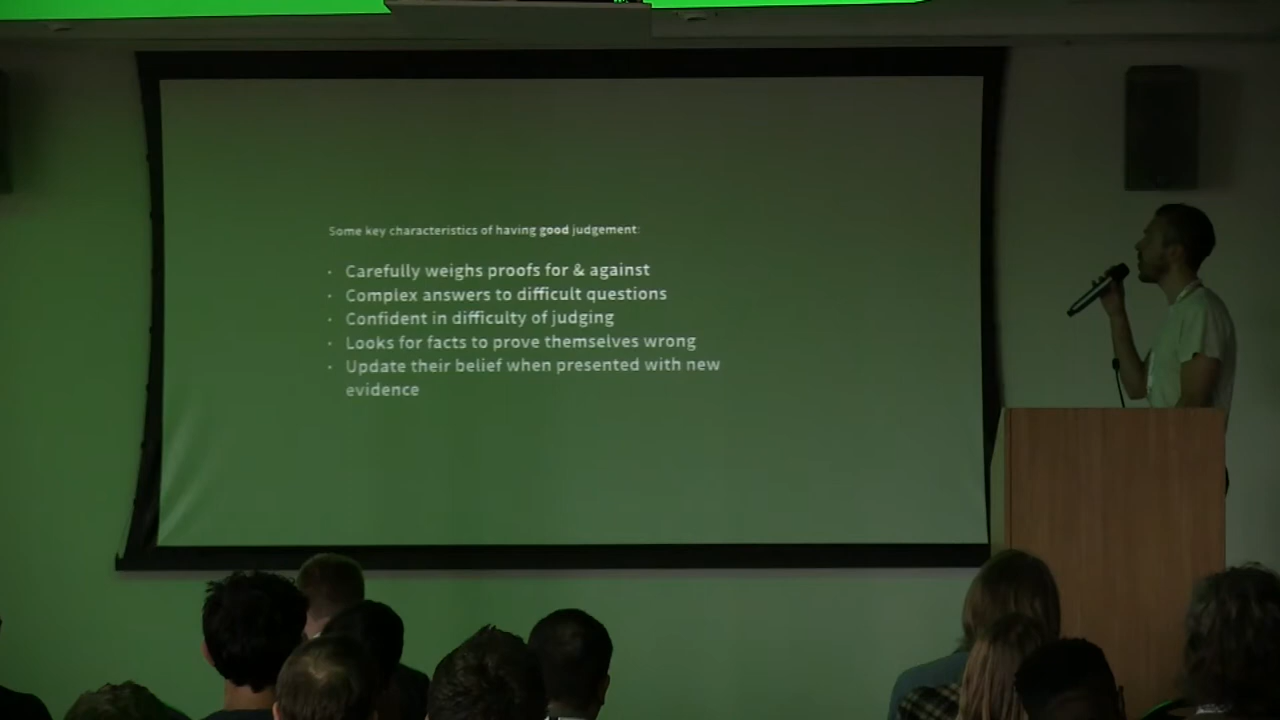 Some key characteristics of having good judgement:
· Carefully weighs proofs for & against
· Complex answers to difficult questions
· Confident in difficulty of judging
· Looks for facts to prove themselves wrong
· Update their belief when presented with new
evidence